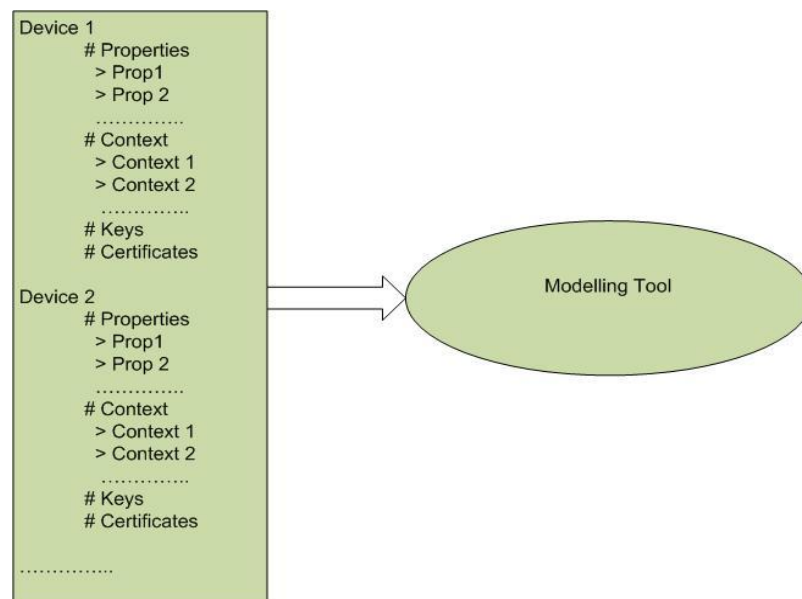 Device 1
# Properties
> Prop1
> Prop 2
…………..
# Context
> Context 1
> Context 2
…………..
# Keys
# Certificates
Device 2
# Properties
> Prop1
> Prop 2
…………..
# Context
> Context 1
> Context 2
…………..
# Keys
# Certificates
…………...
Modelling Tool